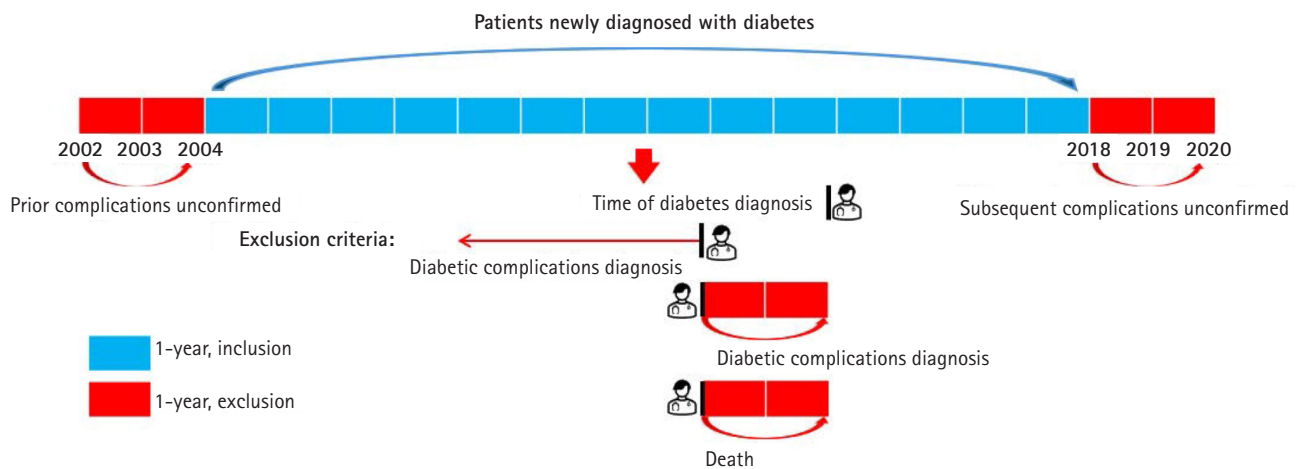 Patients newly diagnosed with diabetes
2002 2003 2004 2018 2019 2020
Prior complications unconfirmed
Time of diabetes diagnosis
Subsequent complications unconfirmed
Exclusion criteria:
Diabetic complications diagnosis
1-year, inclusion
Diabetic complications diagnosis
1-year, exclusion
Death